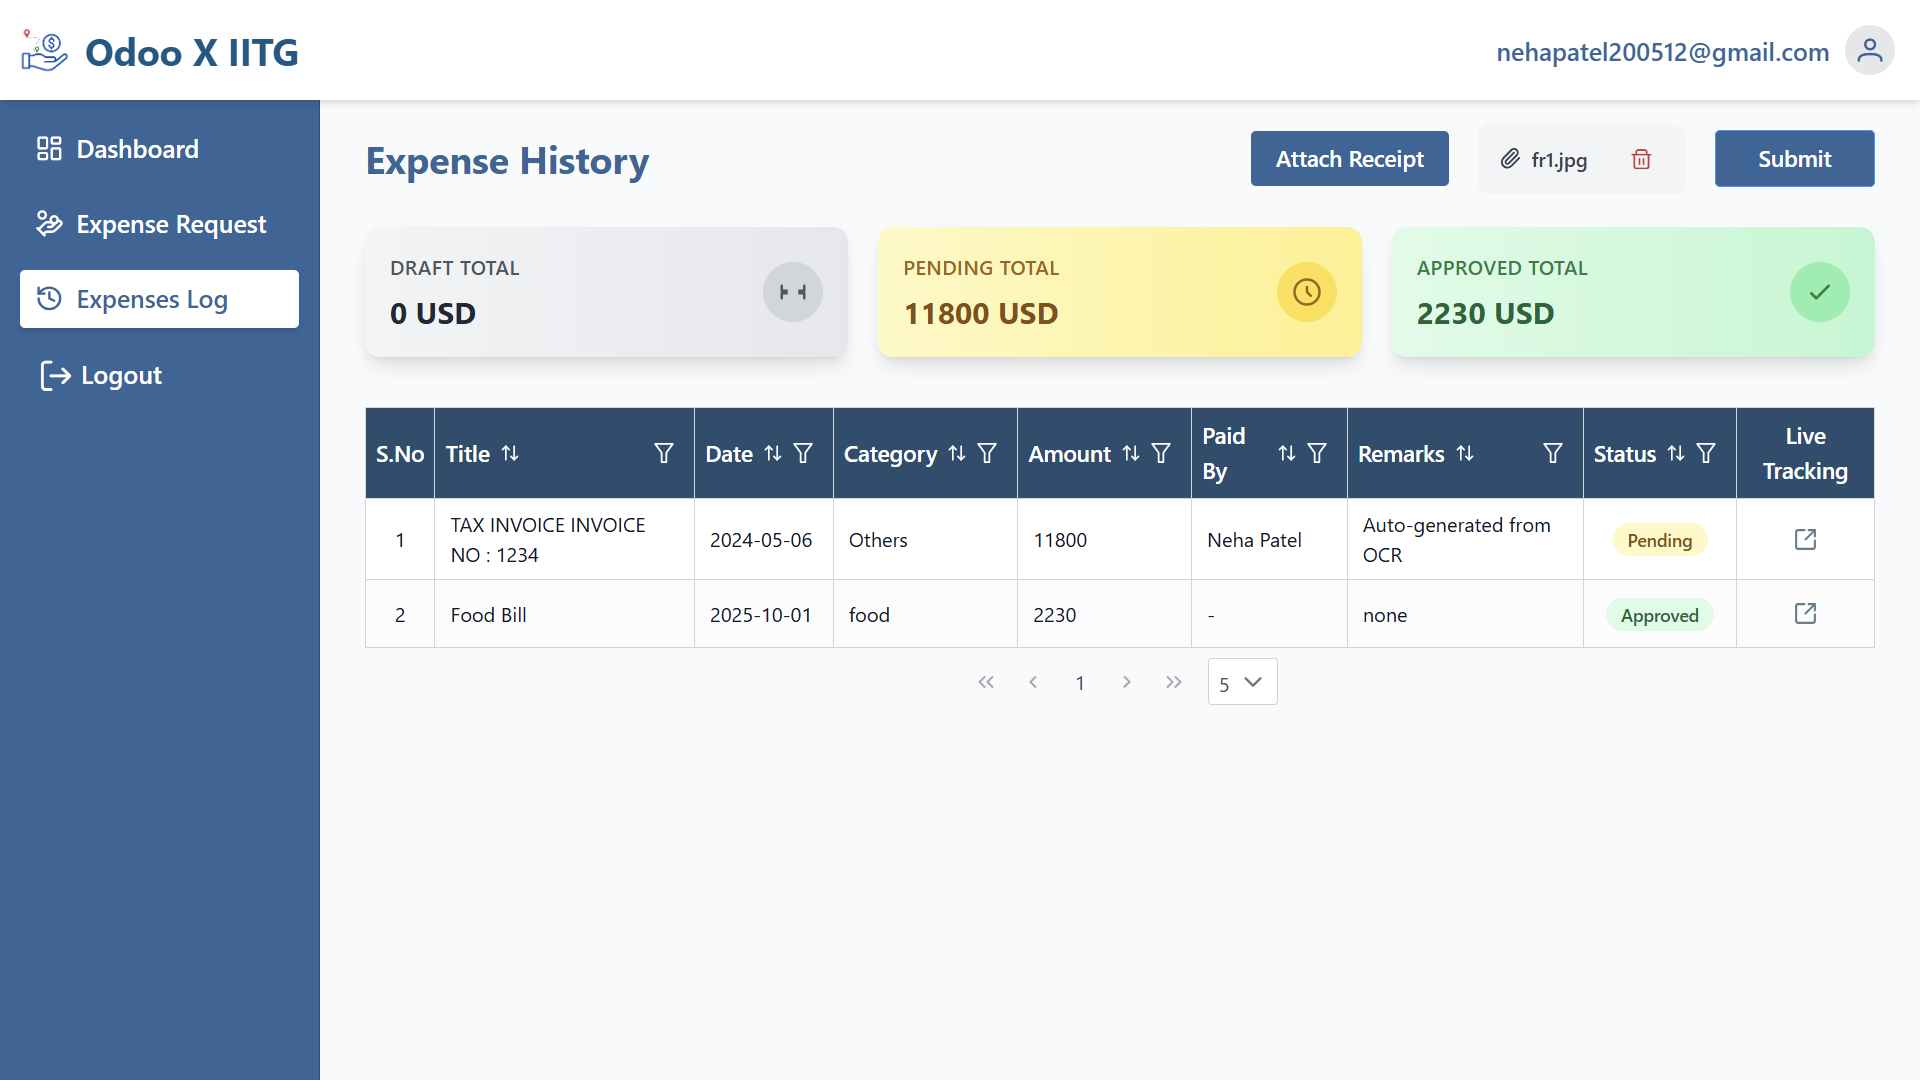 Odoo X IITG
nehapatel200512@gmail.com
Dashboard
Expense Request
Expenses Log
Logout
Expense History
Attach Receipt
fr1.jpg
Submit
DRAFT TOTAL
0 USD
PENDING TOTAL
11800 USD
APPROVED TOTAL
2230 USD
S.No Title Date Category Amount Paid By Remarks Status Live Tracking
1 TAX INVOICE INVOICE NO : 1234 2024-05-06 Others 11800 Neha Patel Auto-generated from OCR Pending
2 Food Bill 2025-10-01 food 2230 - none Approved
1 5